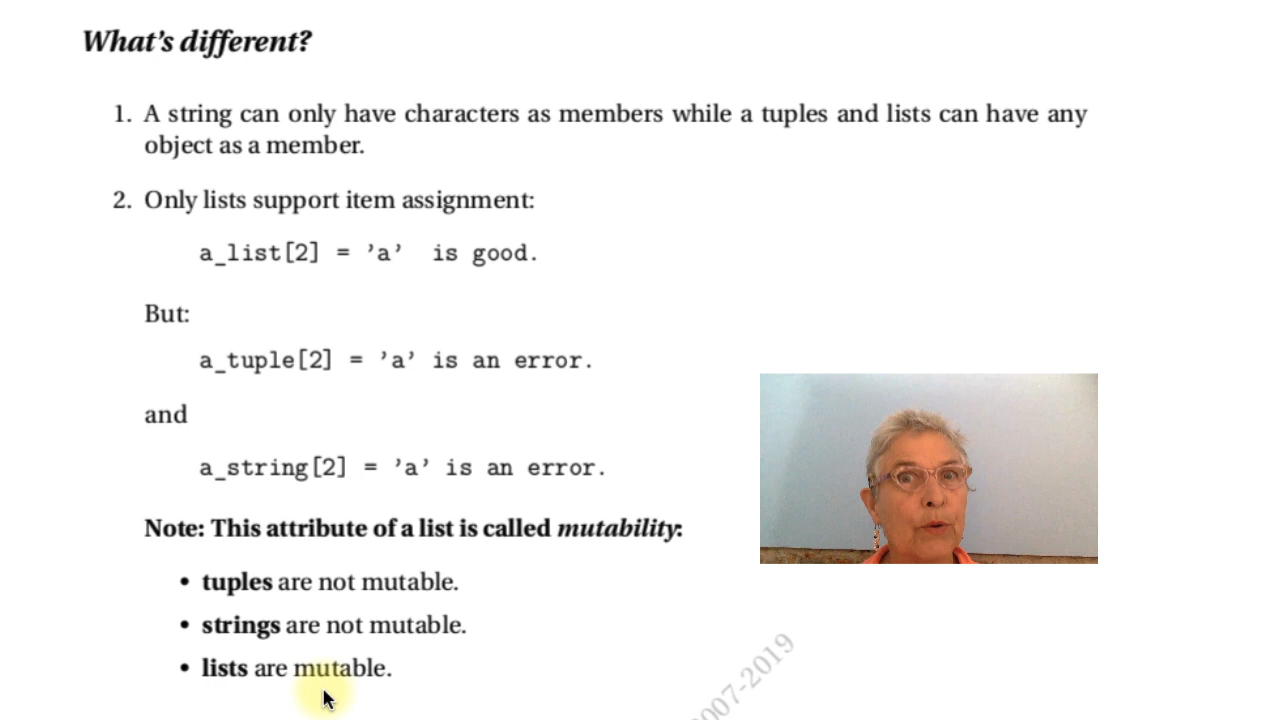 What's different?
1. A string can only have characters as members while a tuples and lists can have any
object as a member.
2. Only lists support item assignment:
a_list[2] = ’a’  is good.
But:
a_tuple[2] = ’a’ is an error.
and
a_string[2] = ’a’ is an error.
Note: This attribute of a list is called mutability:
• tuples are not mutable.
• strings are not mutable.
• lists are mutable.
007-2019